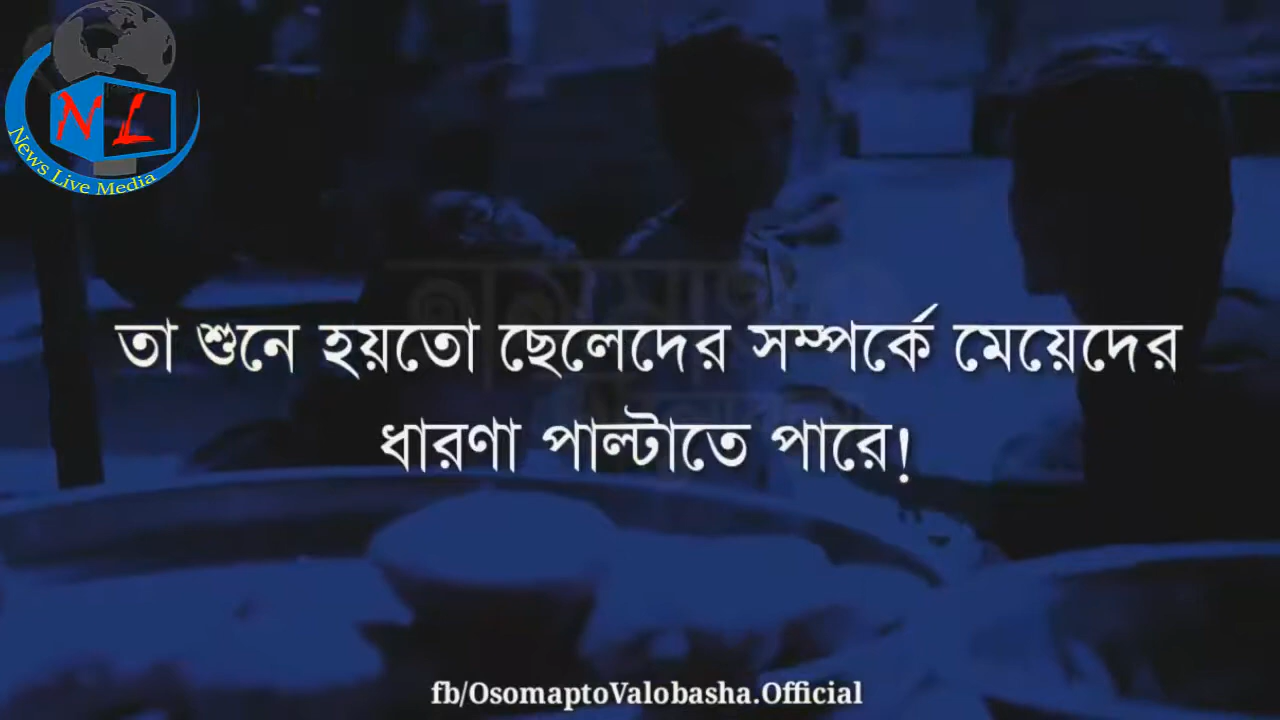 NL
News Live Media
তা শুনে হয়তো ছেলেদের সম্পর্কে মেয়েদের
ধারণা পাল্টাতে পারে!
fb/OsomaptoValobasha.Official